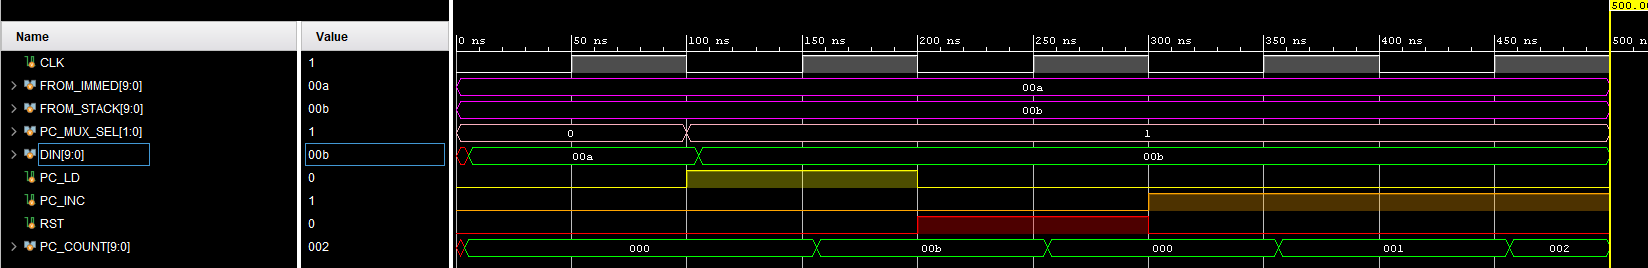 500.00
Name Value
0 ns 50 ns 100 ns 150 ns 200 ns 250 ns 300 ns 350 ns 400 ns 450 ns 500 n
CLK 1
FROM_IMMED[9:0] 00a 00a
FROM_STACK[9:0] 00b 00b
PC_MUX_SEL[1:0] 1 0 1
DIN[9:0] 00b 00a 00b
PC_LD 0
PC_INC 1
RST 0
PC_COUNT[9:0] 002 000 00b 000 001 002